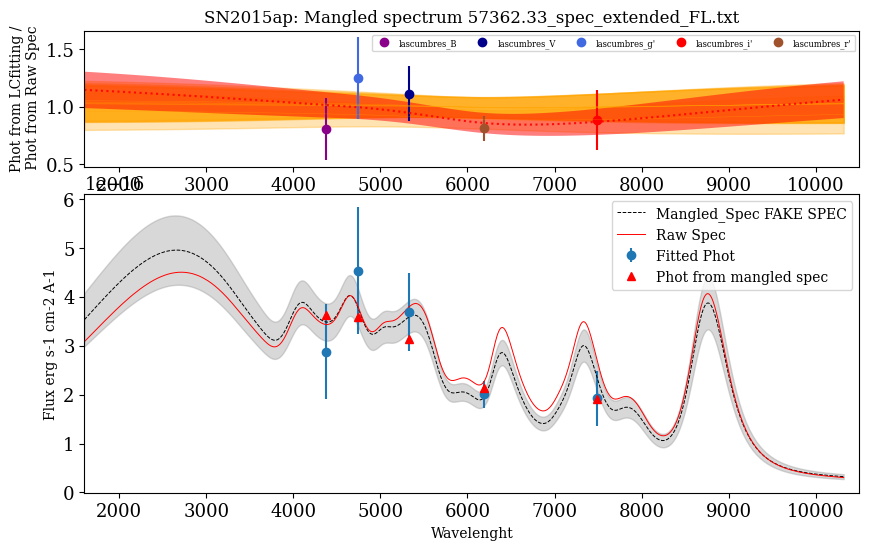 SN2015ap: Mangled spectrum 57362.33_spec_extended_FL.txt
Phot from LCfitting /
Phot from Raw Spec
1.5
1.0
0.5
lascumbres_B
lascumbres_V
lascumbres_g'
lascumbres_i'
lascumbres_r'
2000 3000 4000 5000 6000 7000 8000 9000 10000
1e−16
Flux erg s-1 cm-2 A-1
6
5
4
3
2
1
0
Mangled_Spec FAKE SPEC
Raw Spec
Fitted Phot
Phot from mangled spec
2000 3000 4000 5000 6000 7000 8000 9000 10000
Wavelenght